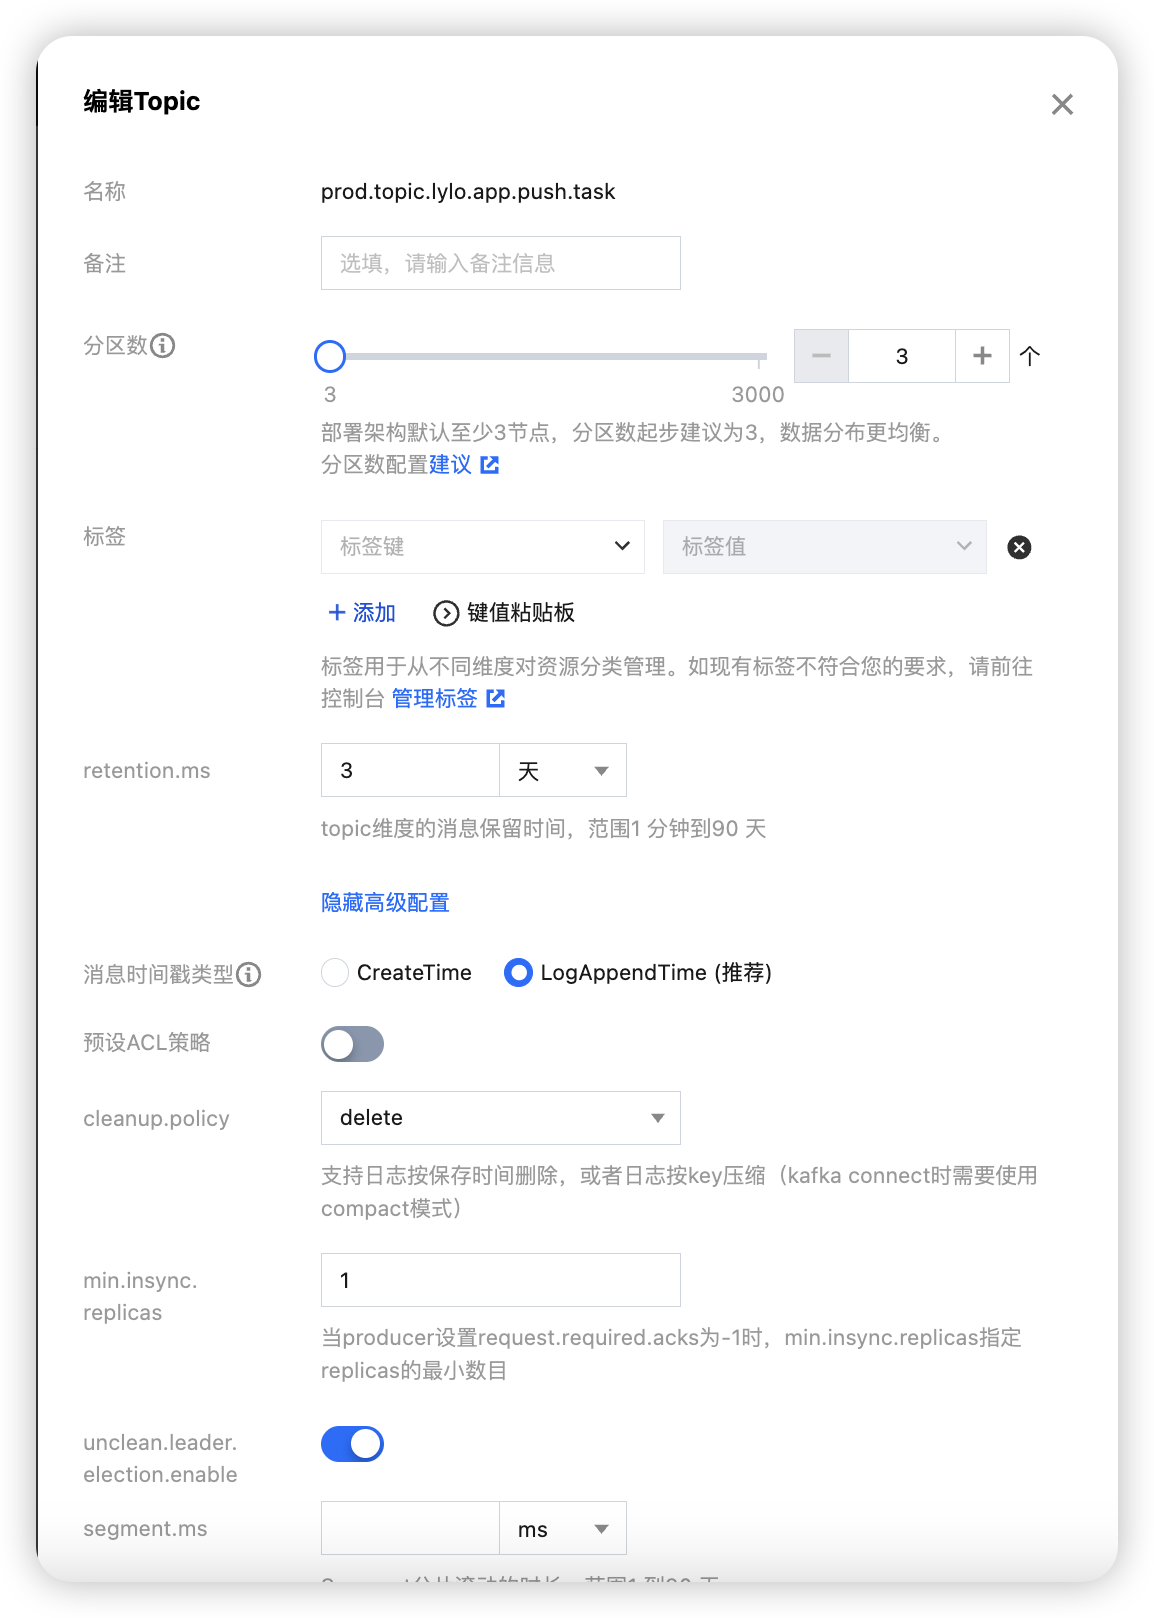 编辑Topic
名称
prod.topic.lylo.app.push.task
备注
选填，请输入备注信息
分区数
3
个
3
3000
部署架构默认至少3节点，分区数起步建议为3，数据分布更均衡。
分区数配置建议
标签
标签键
标签值
添加
键值粘贴板
标签用于从不同维度对资源分类管理。如现有标签不符合您的要求，请前往
控制台 管理标签
retention.ms
3
天
topic维度的消息保留时间，范围1 分钟到90 天
隐藏高级配置
消息时间戳类型
CreateTime
LogAppendTime (推荐)
预设ACL策略
cleanup.policy
delete
支持日志按保存时间删除，或者日志按key压缩（kafka connect时需要使用
compact模式）
min.insync.
replicas
1
当producer设置request.required.acks为-1时，min.insync.replicas指定
replicas的最小数目
unclean.leader.
election.enable
segment.ms
ms